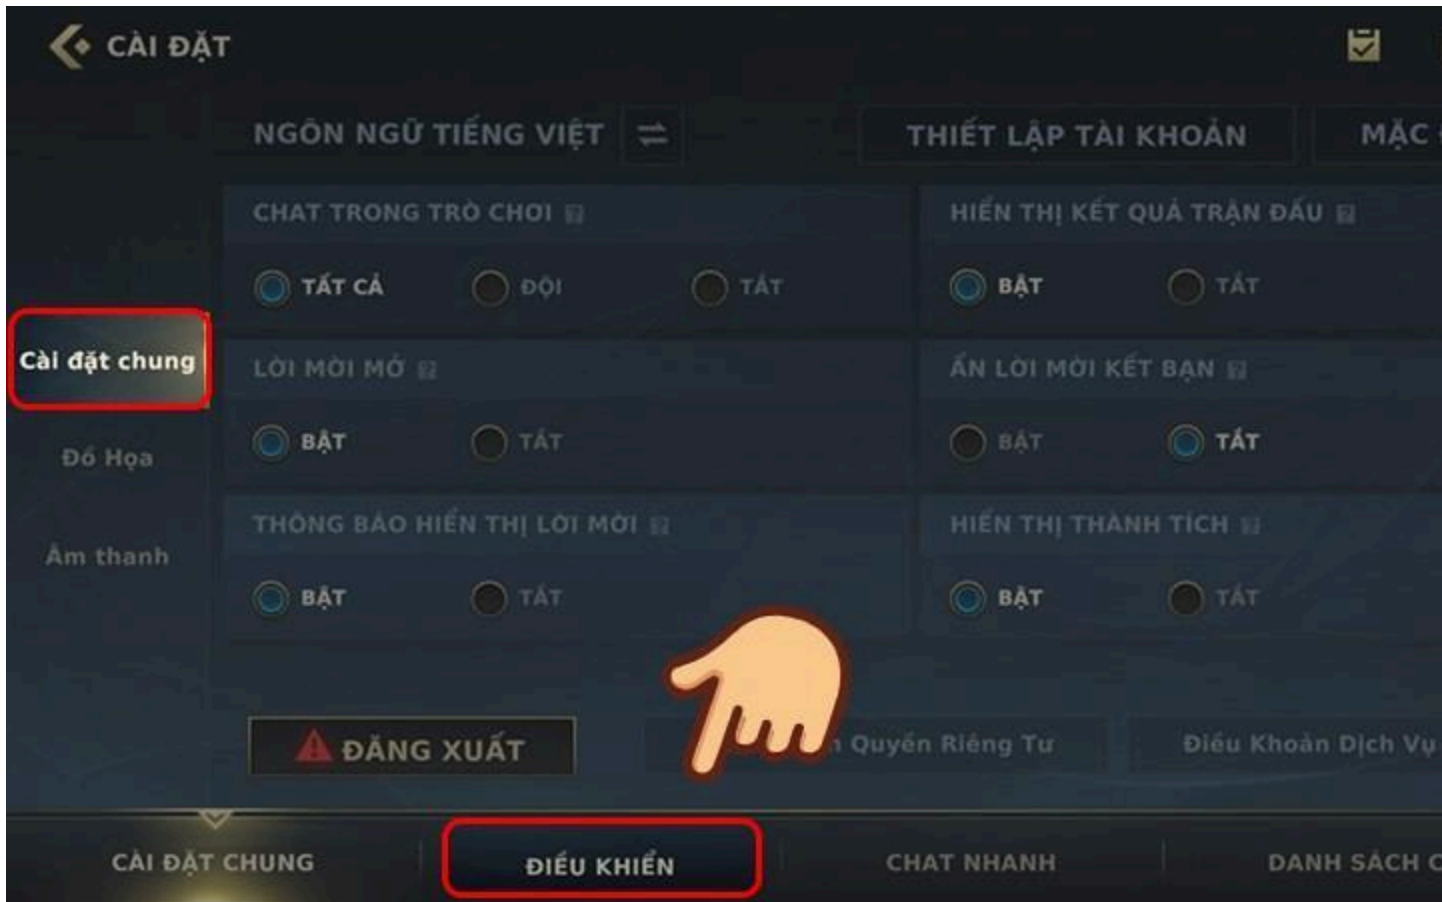 CÀI ĐẶT
NGÔN NGỮ TIẾNG VIỆT
THIẾT LẬP TÀI KHOẢN
MẶC
CHAT TRONG TRÒ CHƠI
HIỂN THỊ KẾT QUẢ TRẬN ĐẤU
TẤT CẢ ĐỘI TẮT
BẬT TẮT
Cài đặt chung
LỜI MỜI MỞ
ẨN LỜI MỜI KẾT BẠN
BẬT TẮT
BẬT TẮT
Đồ Họa
THÔNG BÁO HIỂN THỊ LỜI MỜI
HIỂN THỊ THÀNH TÍCH
Âm thanh
BẬT TẮT
BẬT TẮT
ĐĂNG XUẤT
Quyền Riêng Tư
Điều Khoản Dịch Vụ
CÀI ĐẶT CHUNG
ĐIỀU KHIỂN
CHAT NHANH
DANH SÁCH